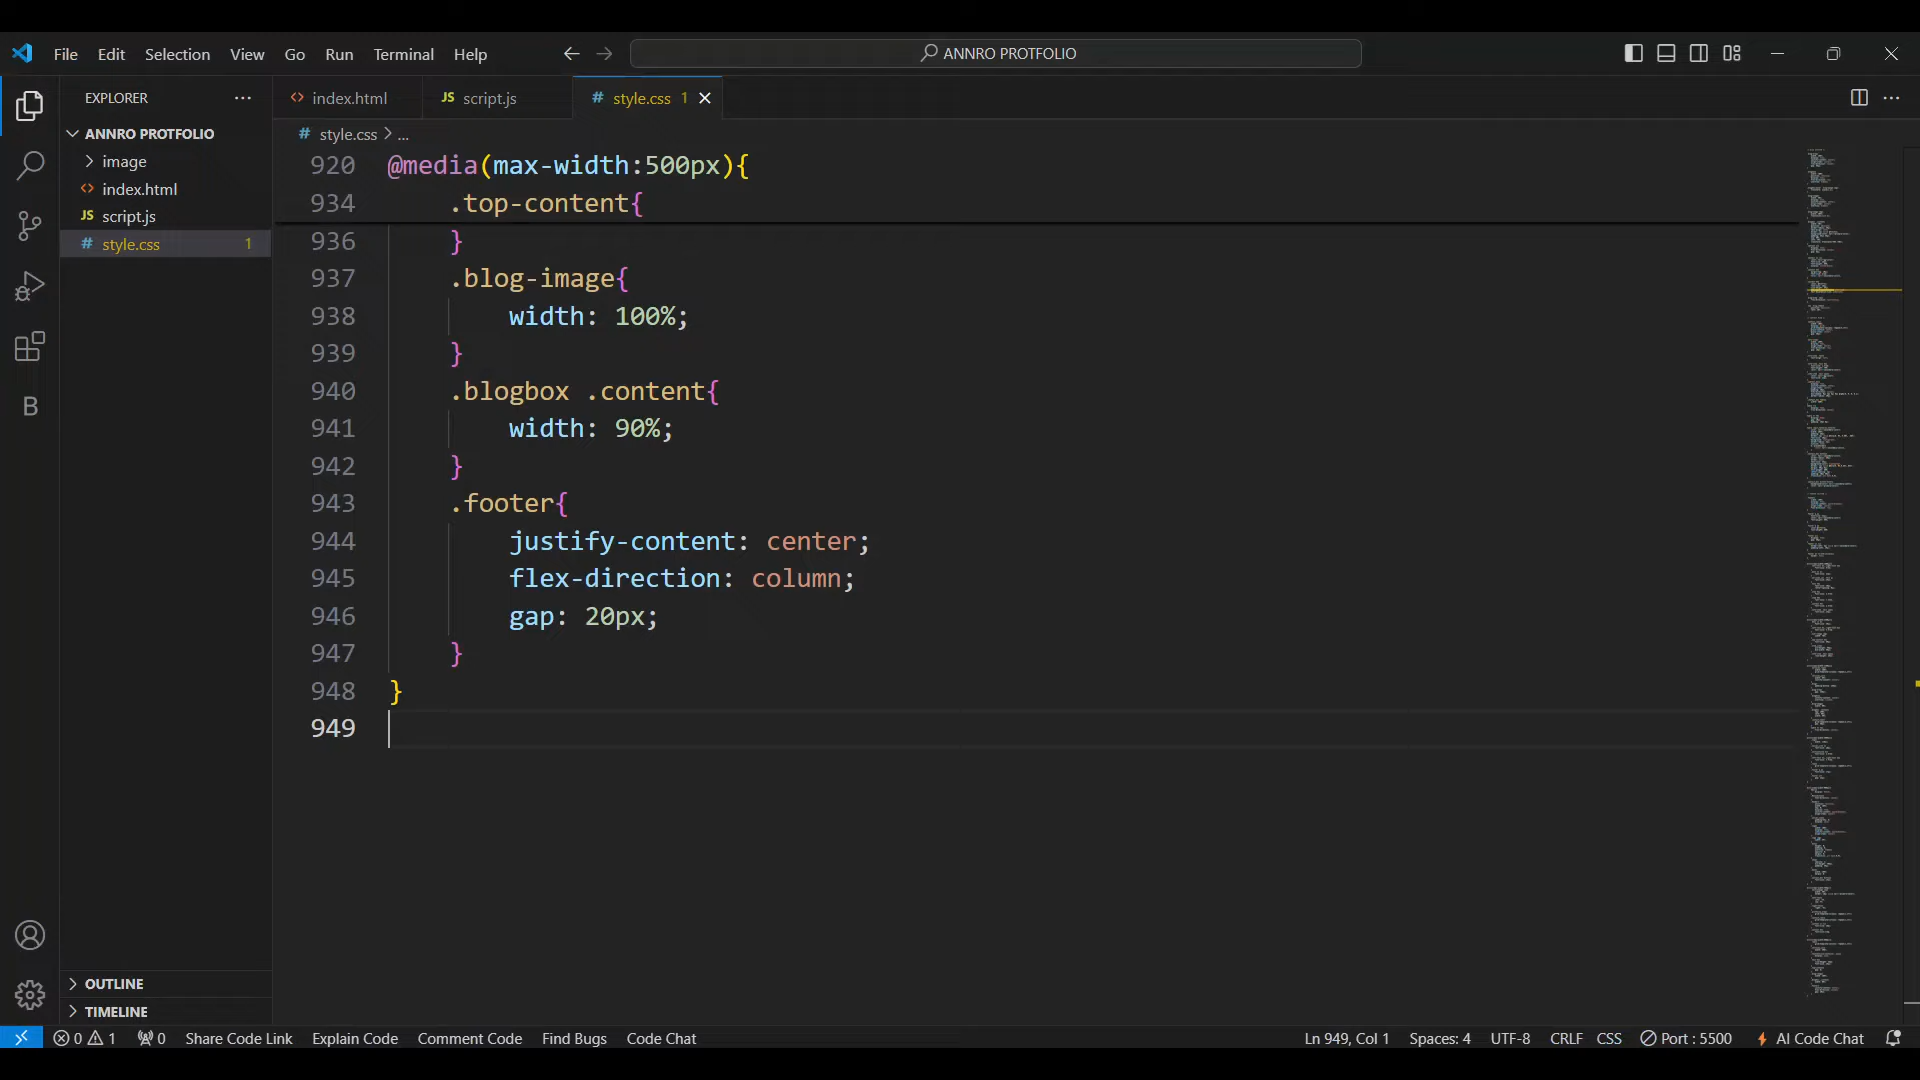 File Edit Selection View Go Run Terminal Help ANNRO PROTFOLIO
EXPLORER
index.html
script.js
style.css 1
ANNRO PROTFOLIO
image
index.html
script.js
style.css 1
style.css > ...
920 @media(max-width:500px){
934 .top-content{
936 }
937 .blog-image{
938 width: 100%;
939 }
940 .blogbox .content{
941 width: 90%;
942 }
943 .footer{
944 justify-content: center;
945 flex-direction: column;
946 gap: 20px;
947 }
948 }
949
B
OUTLINE
TIMELINE
0 1 0 Share Code Link Explain Code Comment Code Find Bugs Code Chat Ln 949, Col 1 Spaces: 4 UTF-8 CRLF CSS Port : 5500 AI Code Chat